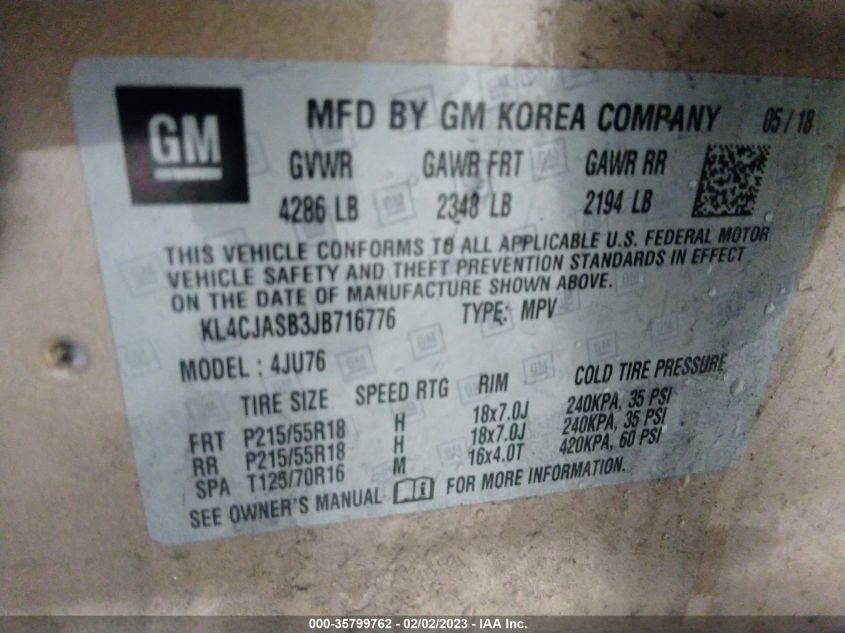 GM
MFD BY GM KOREA COMPANY 05/18
GVWR GAWR FRT GAWR RR
4286 LB 2348 LB 2194 LB
THIS VEHICLE CONFORMS TO ALL APPLICABLE U.S. FEDERAL MOTOR
VEHICLE SAFETY AND THEFT PREVENTION STANDARDS IN EFFECT
ON THE DATE OF MANUFACTURE SHOWN ABOVE.
KL4CJASB3JB716776 TYPE: MPV
MODEL : 4JU76
TIRE SIZE SPEED RTG RIM COLD TIRE PRESSURE
FRT P215/55R18 H 18x7.0J 240KPA, 35 PSI
RR P215/55R18 H 18x7.0J 240KPA, 35 PSI
SPA T125/70R16 M 16x4.0T 420KPA, 60 PSI
SEE OWNER'S MANUAL FOR MORE INFORMATION.
000-35799762 - 02/02/2023 - IAA Inc.